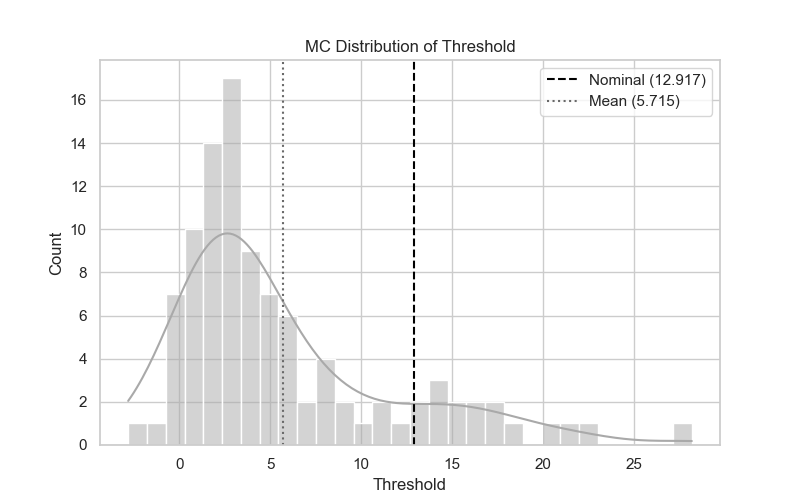 MC Distribution of Threshold
Nominal (12.917)
Mean (5.715)
Count
16
14
12
10
8
6
4
2
0
0 5 10 15 20 25
Threshold